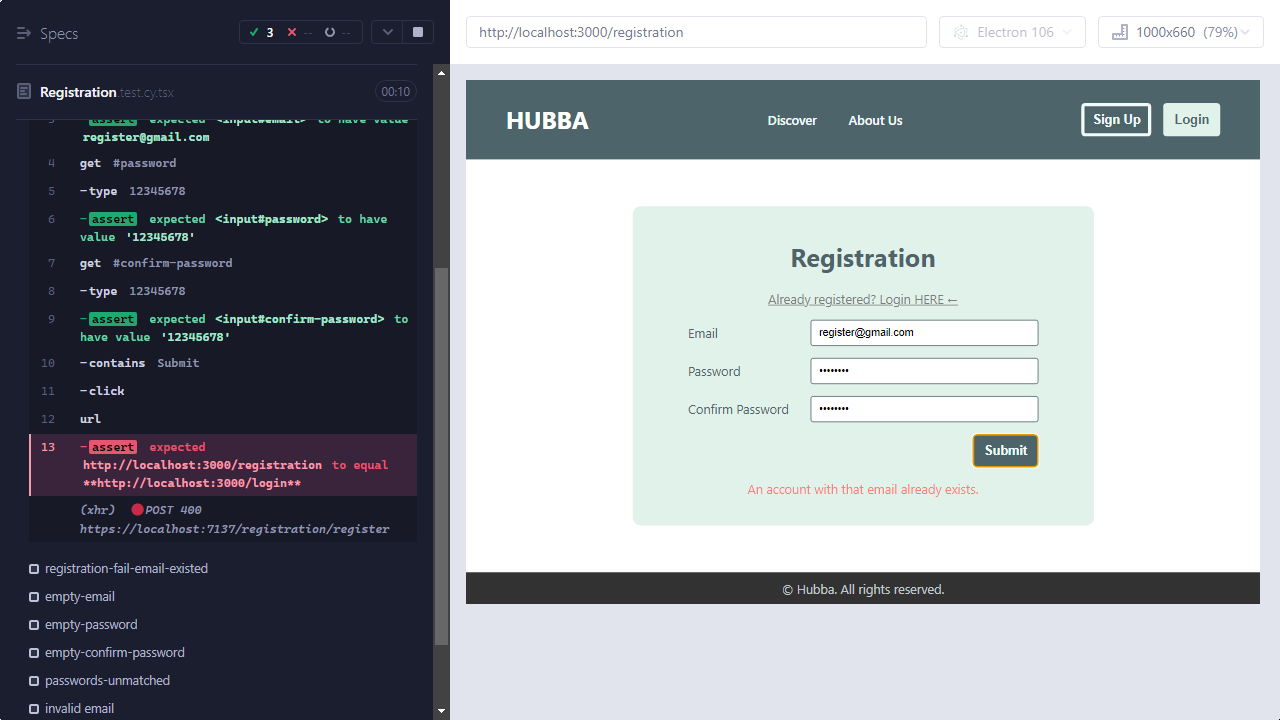 Specs
3 -- --
Registration.test.cy.tsx 00:10
3 -assert expected <input#email> to have value
register@gmail.com
4 get #password
5 -type 12345678
6 -assert expected <input#password> to have
value '12345678'
7 get #confirm-password
8 -type 12345678
9 -assert expected <input#confirm-password> to
have value '12345678'
10 -contains Submit
11 -click
12 url
13 -assert expected
http://localhost:3000/registration to equal
**http://localhost:3000/login**
(xhr) POST 400
https://localhost:7137/registration/register
registration-fail-email-existed
empty-email
empty-password
empty-confirm-password
passwords-unmatched
invalid email
http://localhost:3000/registration
Electron 106
1000x660 (79%)
HUBBA
Discover
About Us
Sign Up
Login
Registration
Already registered? Login HERE ←
Email register@gmail.com
Password ••••••••
Confirm Password ••••••••
Submit
An account with that email already exists.
© Hubba. All rights reserved.